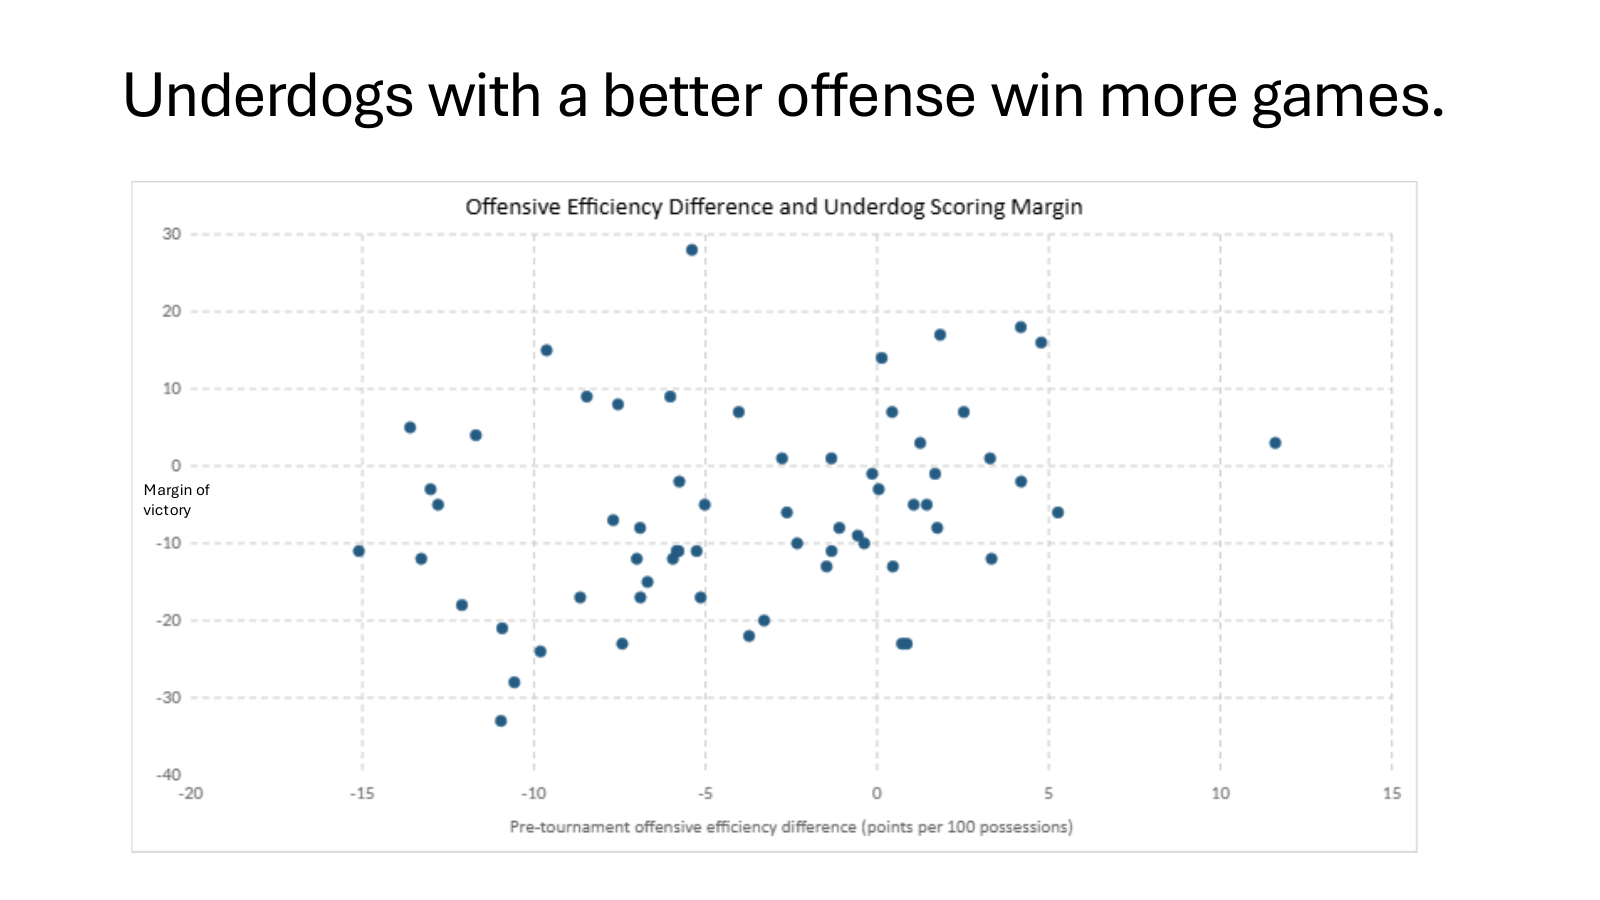 Underdogs with a better offense win more games.
Offensive Efficiency Difference and Underdog Scoring Margin
30
20
10
0
Margin of
victory
-10
-20
-30
-40
-20 -15 -10 -5 0 5 10 15
Pre-tournament offensive efficiency difference (points per 100 possessions)